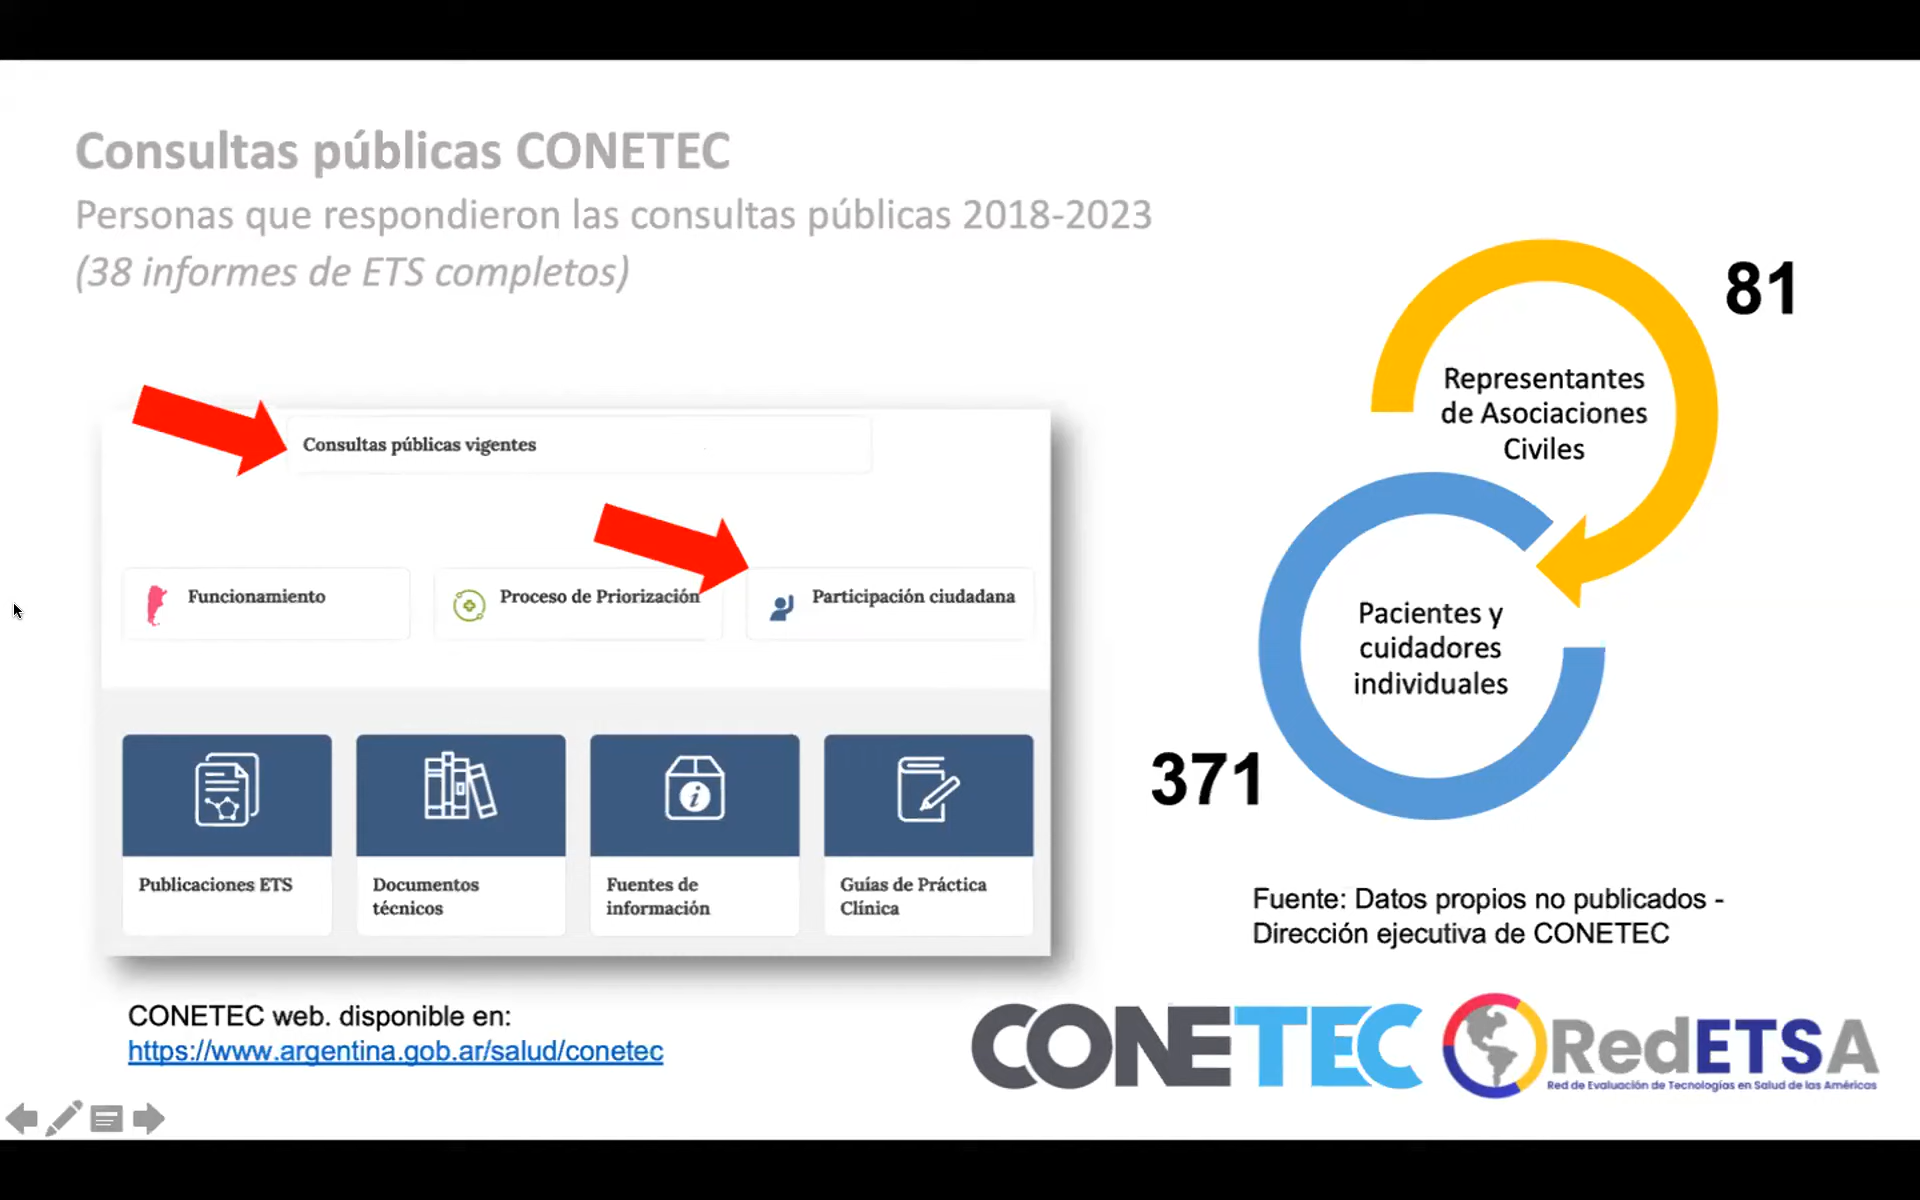 Consultas públicas CONETEC
Personas que respondieron las consultas públicas 2018-2023
(38 informes de ETS completos)
Consultas públicas vigentes
Funcionamiento
Proceso de Priorización
Participación ciudadana
Publicaciones ETS
Documentos
técnicos
Fuentes de
información
Guías de Práctica
Clínica
CONETEC web. disponible en:
https://www.argentina.gob.ar/salud/conetec
81
Representantes
de Asociaciones
Civiles
Pacientes y
cuidadores
individuales
371
Fuente: Datos propios no publicados -
Dirección ejecutiva de CONETEC
CONETEC
RedETSA
Red de Evaluación de Tecnologías en Salud de las Américas